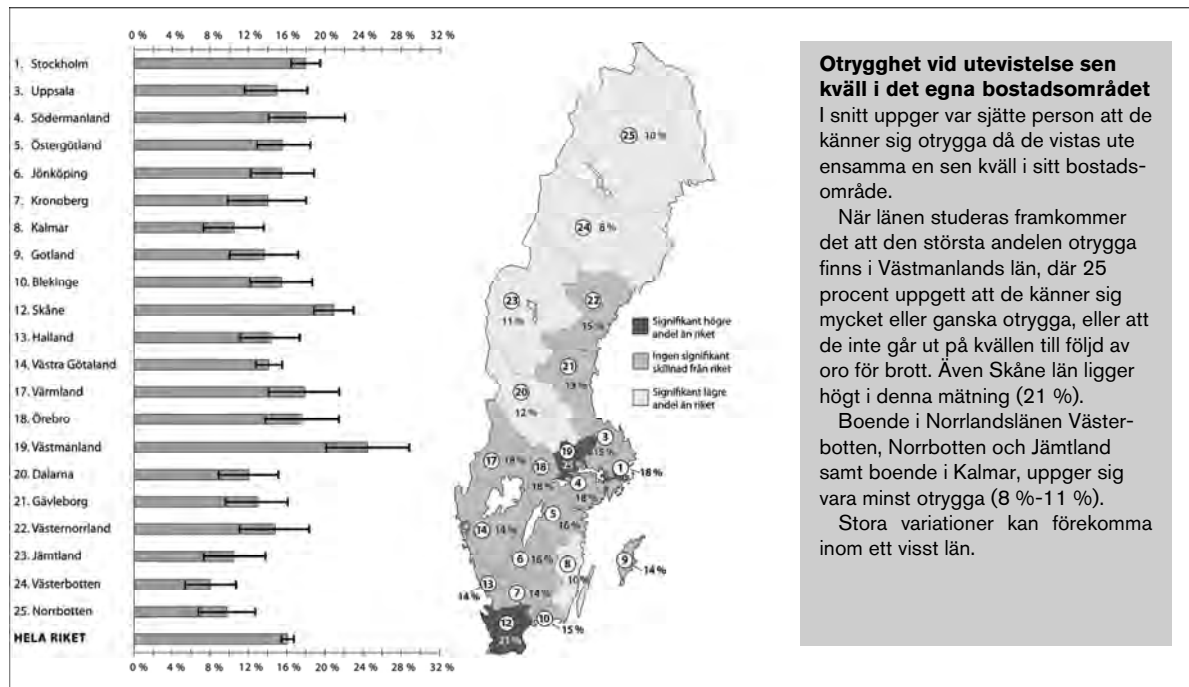 0 % 4 % 8 % 12 % 16 % 20 % 24 % 28 % 32 %
1. Stockholm
3. Uppsala
4. Södermanland
5. Östergötland
6. Jönköping
7. Kronoberg
8. Kalmar
9. Gotland
10. Blekinge
12. Skåne
13. Halland
14. Västra Götaland
17. Värmland
18. Örebro
19. Västmanland
20. Dalarna
21. Gävleborg
22. Västernorrland
23. Jämtland
24. Västerbotten
25. Norrbotten
HELA RIKET
0 % 4 % 8 % 12 % 16 % 20 % 24 % 28 % 32 %
25 10 %
24 8 %
23
11 %
22
15 %
21
13 %
20
12 %
Signifikant högre
andel än riket
Ingen signifikant
skillnad från riket
Signifikant lägre
andel än riket
3
15 %
19
1 18 %
17 18 %
18
18 %
4
18 %
5
16 %
14 14 %
6 16 %
8
10 %
9
14 %
13
14 %
7 14 %
10
15 %
12
21 %
Otrygghet vid utevistelse sen
kväll i det egna bostadsområdet
I snitt uppger var sjätte person att de
känner sig otrygga då de vistas ute
ensamma en sen kväll i sitt bostads-
område.
När länen studeras framkommer
det att den största andelen otrygga
finns i Västmanlands län, där 25
procent uppgett att de känner sig
mycket eller ganska otrygga, eller att
de inte går ut på kvällen till följd av
oro för brott. Även Skåne län ligger
högt i denna mätning (21 %).
Boende i Norrlandslänen Väster-
botten, Norrbotten och Jämtland
samt boende i Kalmar, uppger sig
vara minst otrygga (8 %-11 %).
Stora variationer kan förekomma
inom ett visst län.